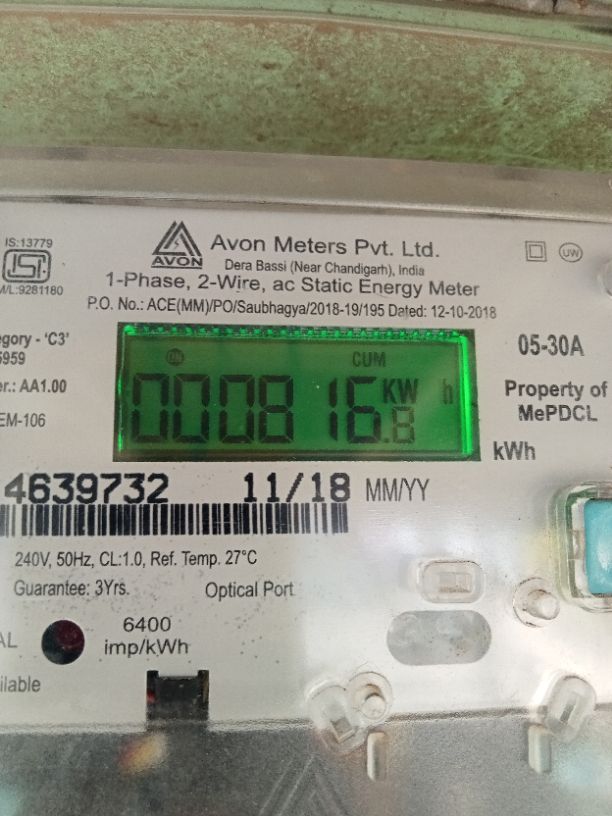 IS:13779
ISI
M/L:9281180
AVON
Avon Meters Pvt. Ltd.
Dera Bassi (Near Chandigarh), India
1-Phase, 2-Wire, ac Static Energy Meter
P.O. No.: ACE(MM)/PO/Saubhagya/2018-19/195 Dated: 12-10-2018
UW
egory - 'C3'
5959
er.: AA1.00
EM-106
CUM
000816.8 KW h
05-30A
Property of
MePDCL
kWh
4639732 11/18 MM/YY
240V, 50Hz, CL:1.0, Ref. Temp. 27°C
Guarantee: 3Yrs. Optical Port
AL
6400
imp/kWh
ilable